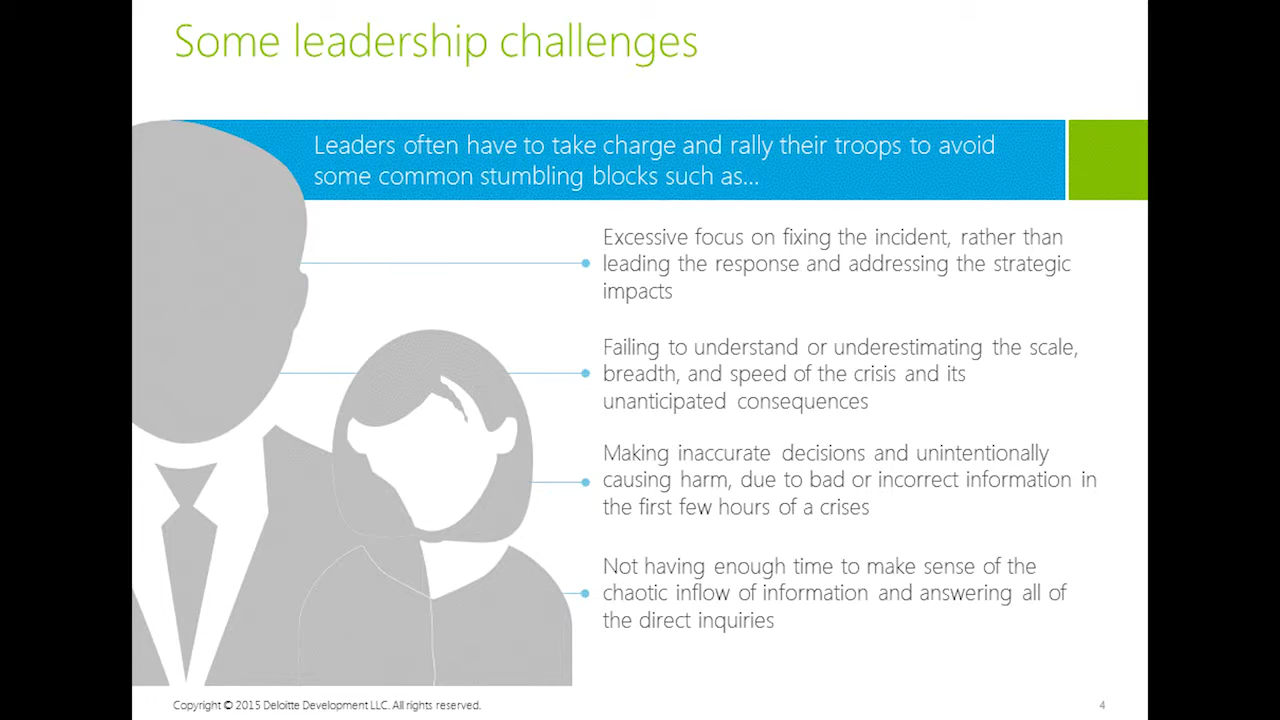 Some leadership challenges
Leaders often have to take charge and rally their troops to avoid
some common stumbling blocks such as...
Excessive focus on fixing the incident, rather than
leading the response and addressing the strategic
impacts
Failing to understand or underestimating the scale,
breadth, and speed of the crisis and its
unanticipated consequences
Making inaccurate decisions and unintentionally
causing harm, due to bad or incorrect information in
the first few hours of a crises
Not having enough time to make sense of the
chaotic inflow of information and answering all of
the direct inquiries
Copyright © 2015 Deloitte Development LLC. All rights reserved.
4